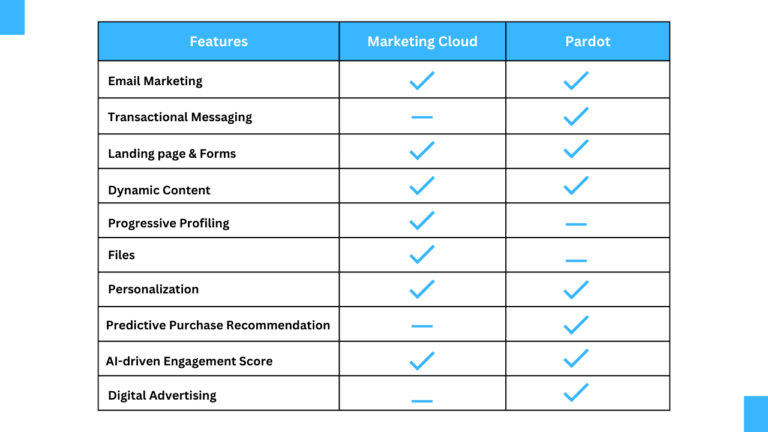 Features Marketing Cloud Pardot
Email Marketing
Transactional Messaging
Landing page & Forms
Dynamic Content
Progressive Profiling
Files
Personalization
Predictive Purchase Recommendation
AI-driven Engagement Score
Digital Advertising